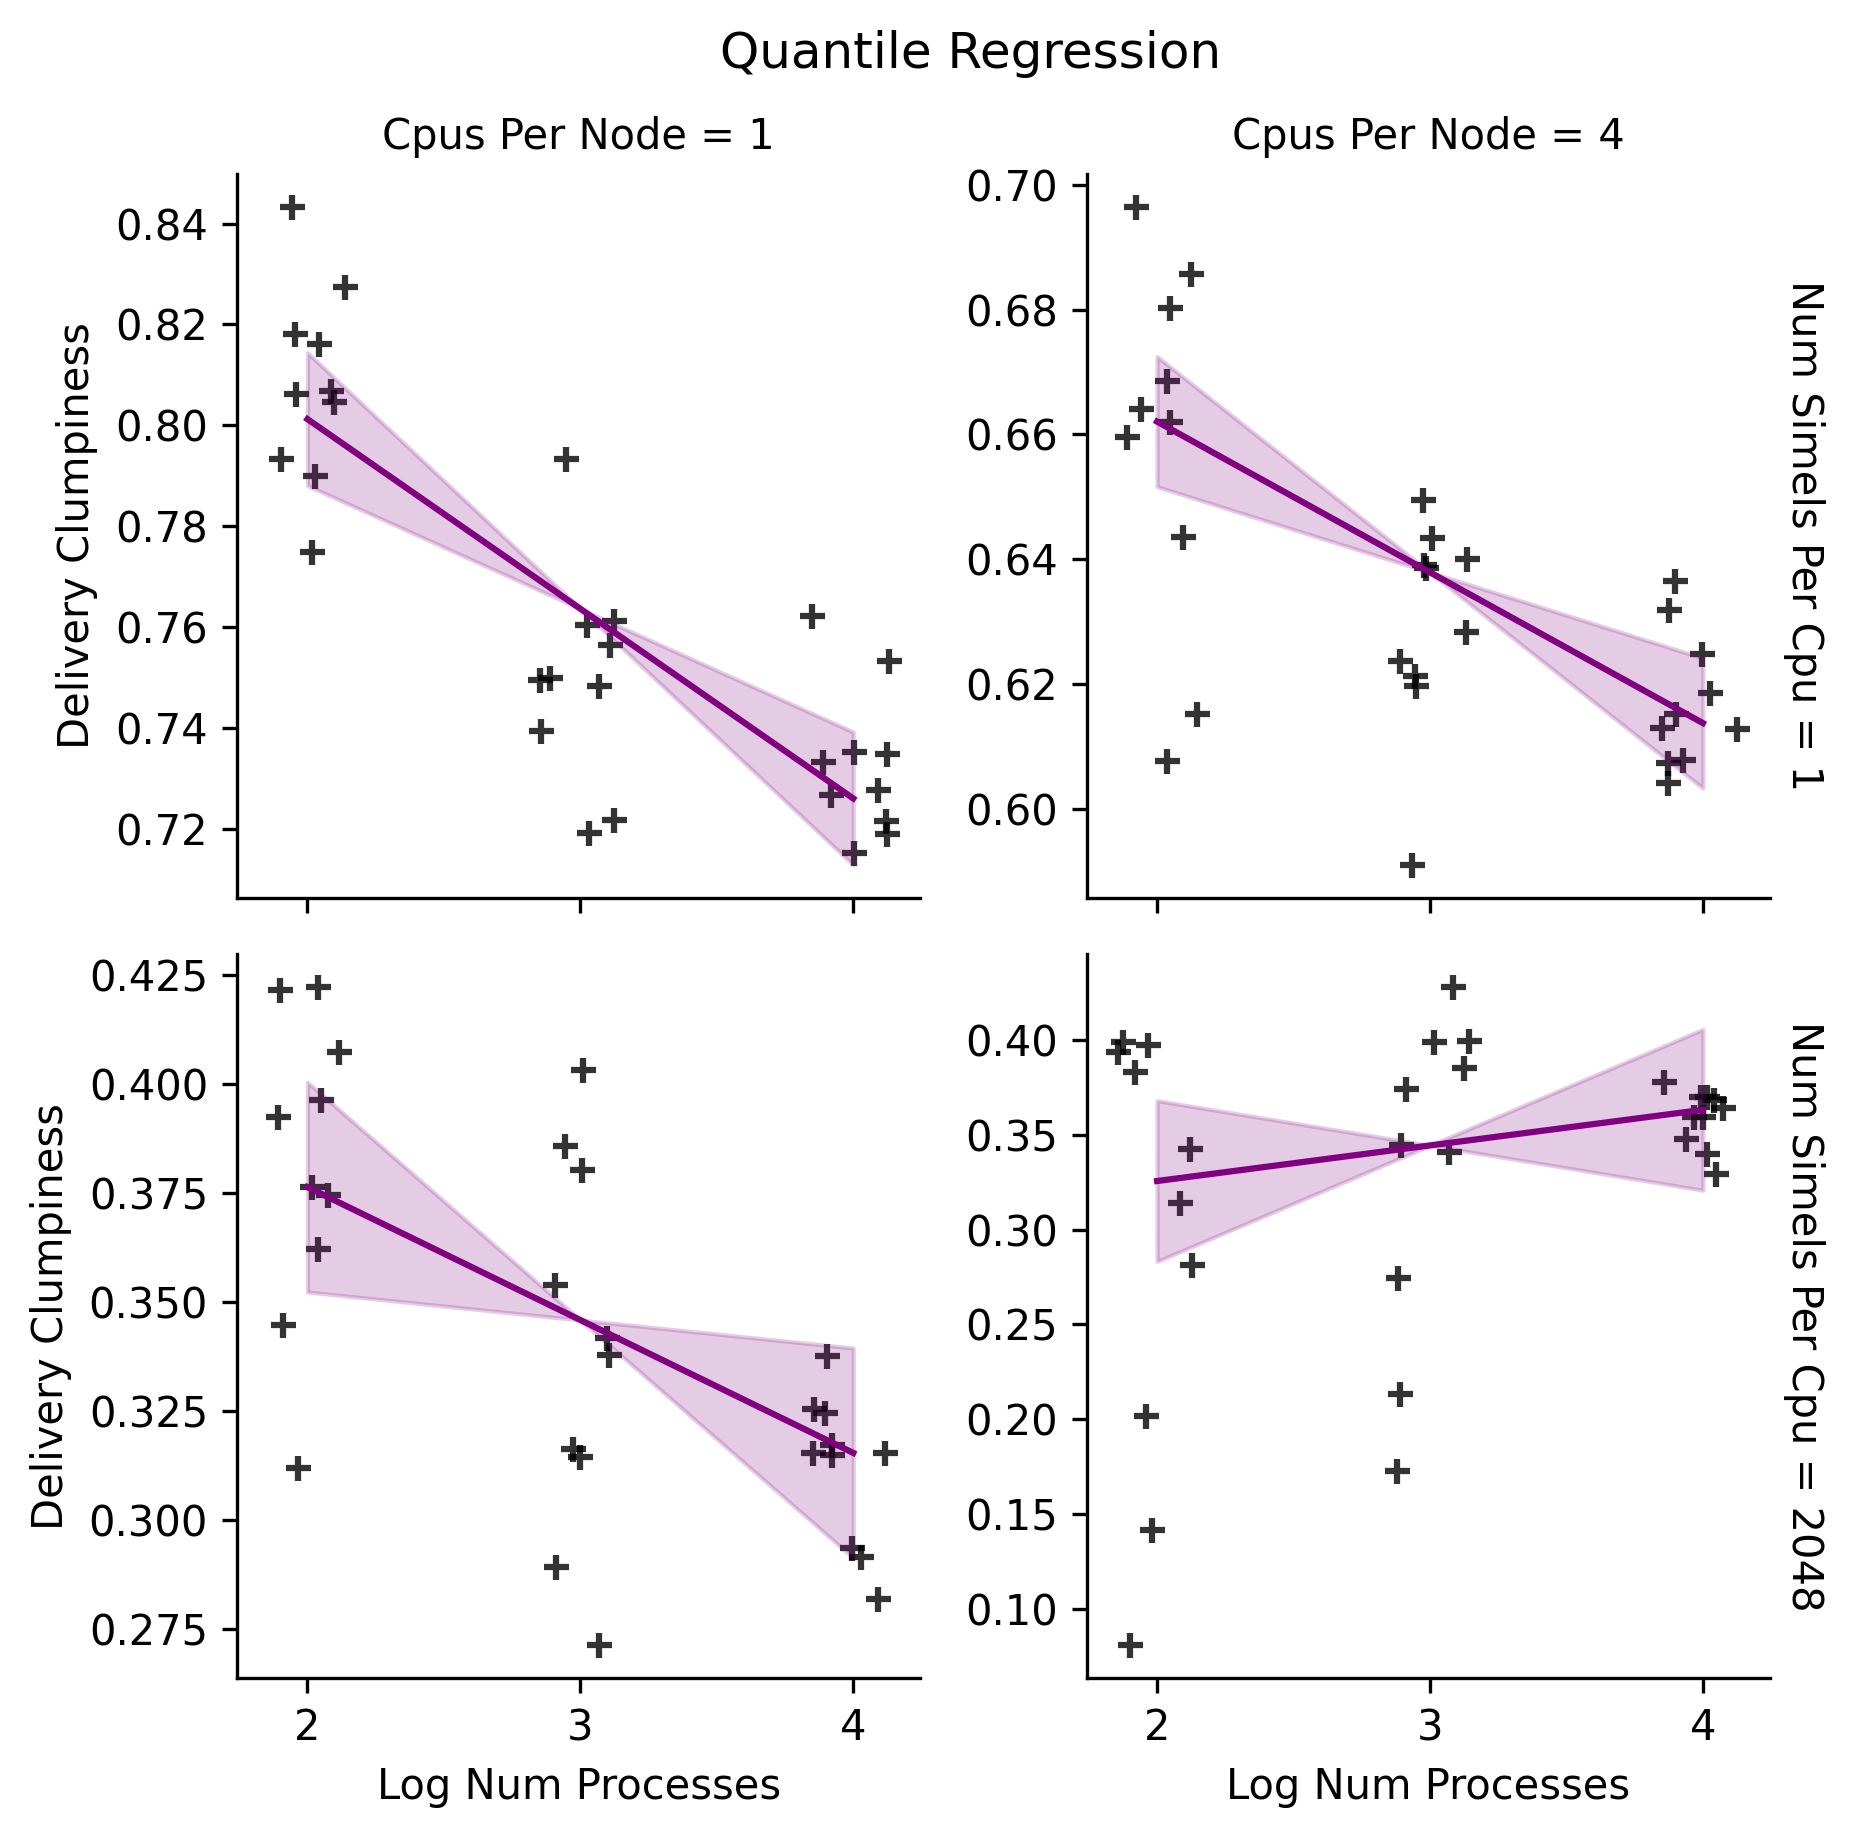 Quantile Regression
Cpus Per Node = 1
Cpus Per Node = 4
0.84
0.82
0.80
0.78
0.76
0.74
0.72
Delivery Clumpiness
0.70
0.68
0.66
0.64
0.62
0.60
Num Simels Per Cpu = 1
0.425
0.400
0.375
0.350
0.325
0.300
0.275
Delivery Clumpiness
2 3 4
Log Num Processes
0.40
0.35
0.30
0.25
0.20
0.15
0.10
2 3 4
Log Num Processes
Num Simels Per Cpu = 2048